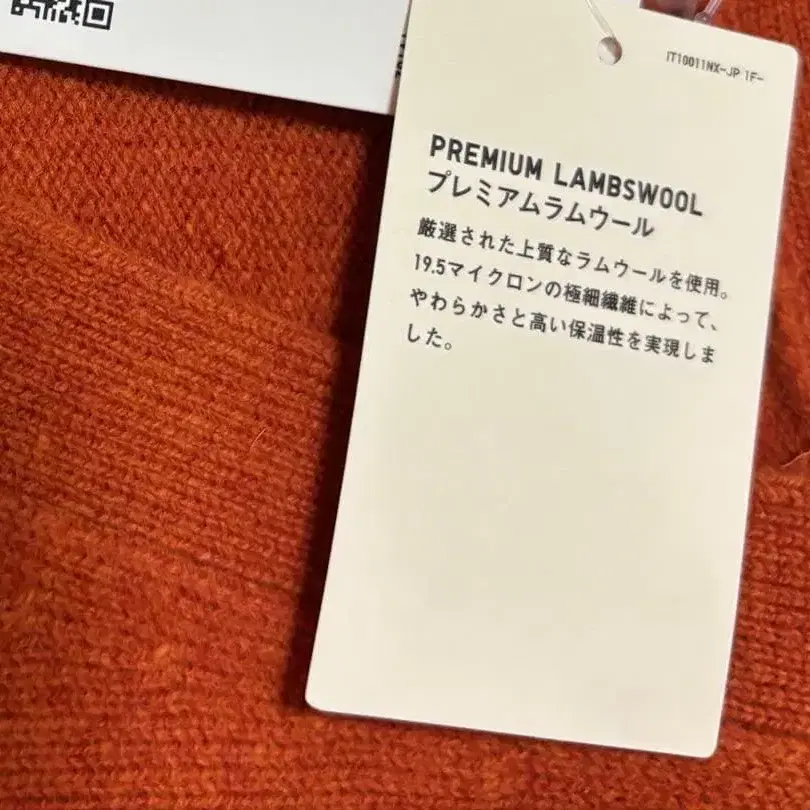 IT10011NX-JP 1F-
PREMIUM LAMBSWOOL
プレミアムラムウール
厳選された上質なラムウールを使用。
19.5マイクロンの極細繊維によって、
やわらかさと高い保温性を実現しま
した。